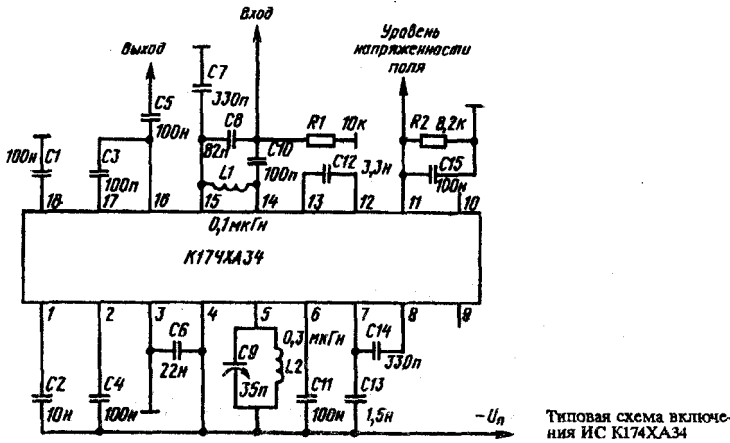 Вход
Выход
Уровень
напряженности
поля
C7
330п
C5
100н
C8
82п
R1
10к
R2
8,2к
100н
C1
C3
100п
C10
100п
C12
3,3н
C15
100н
L1
18
17
16
15
14
13
12
11
10
0,1мкГн
К174ХА34
1
2
3
4
5
6
7
8
9
C6
22н
0,3 мкГн
C14
330п
C9
35п
L2
C2
10н
C4
100н
C11
100н
C13
1,5н
-Uп
Типовая схема включе-
ния ИС К174ХА34